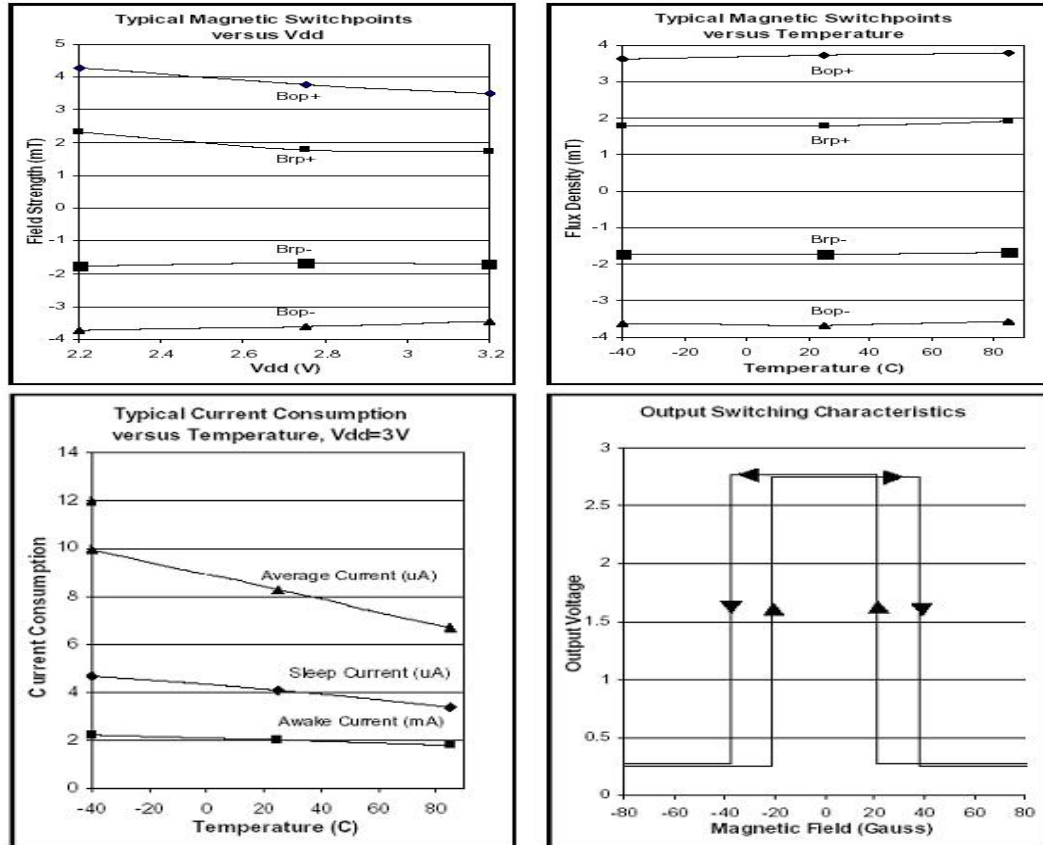 Typical Magnetic Switchpoints
versus Vdd
Field Strength (mT)
5
4
3
2
1
0
-1
-2
-3
-4
Bop+
Brp+
Brp-
Bop-
2.2
2.4
2.6
2.8
3
3.2
Vdd (V)
Typical Magnetic Switchpoints
versus Temperature
Flux Density (mT)
4
3
2
1
0
-1
-2
-3
-4
Bop+
Brp+
Brp-
Bop-
-40
-20
0
20
40
60
80
Temperature (C)
Typical Current Consumption
versus Temperature, Vdd=3V
Current Consumption
14
12
10
8
6
4
2
0
Average Current (uA)
Sleep Current (uA)
Awake Current (mA)
-40
-20
0
20
40
60
80
Temperature (C)
Output Switching Characteristics
Output Voltage
3
2.5
2
1.5
1
0.5
0
-80
-60
-40
-20
0
20
40
60
80
Magnetic Field (Gauss)